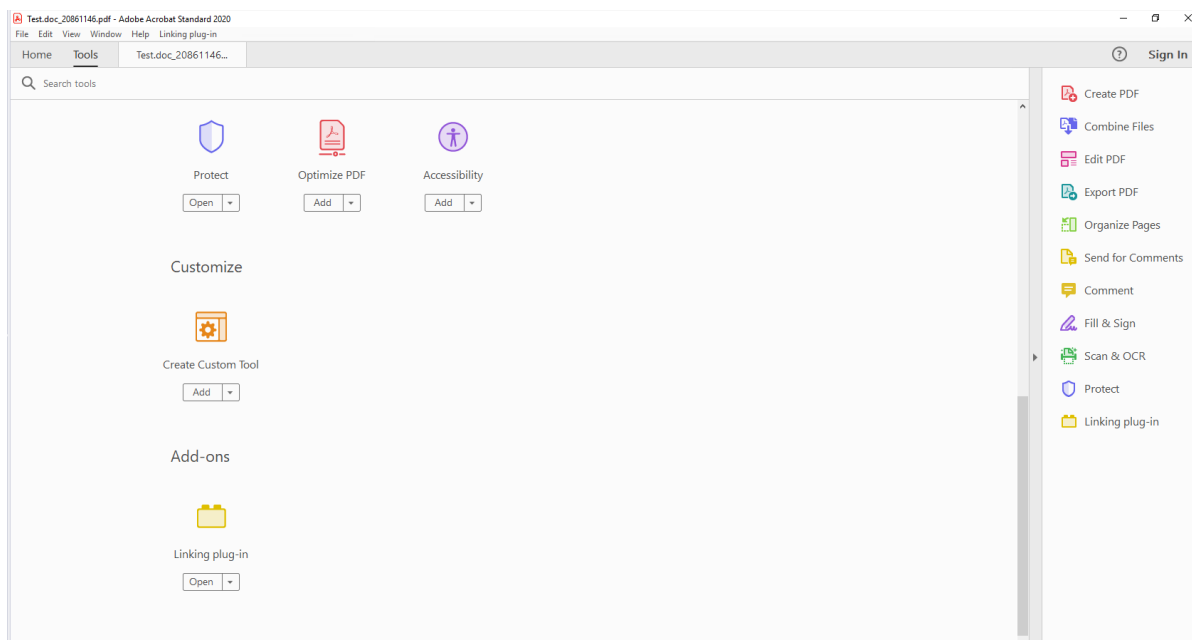 Test.doc_20861146.pdf - Adobe Acrobat Standard 2020
File Edit View Window Help Linking plug-in
Home Tools Test.doc_20861146... Sign In
Search tools
Protect Optimize PDF Accessibility
Open Add Add
Customize
Create Custom Tool
Add
Add-ons
Linking plug-in
Open
Create PDF
Combine Files
Edit PDF
Export PDF
Organize Pages
Send for Comments
Comment
Fill & Sign
Scan & OCR
Protect
Linking plug-in